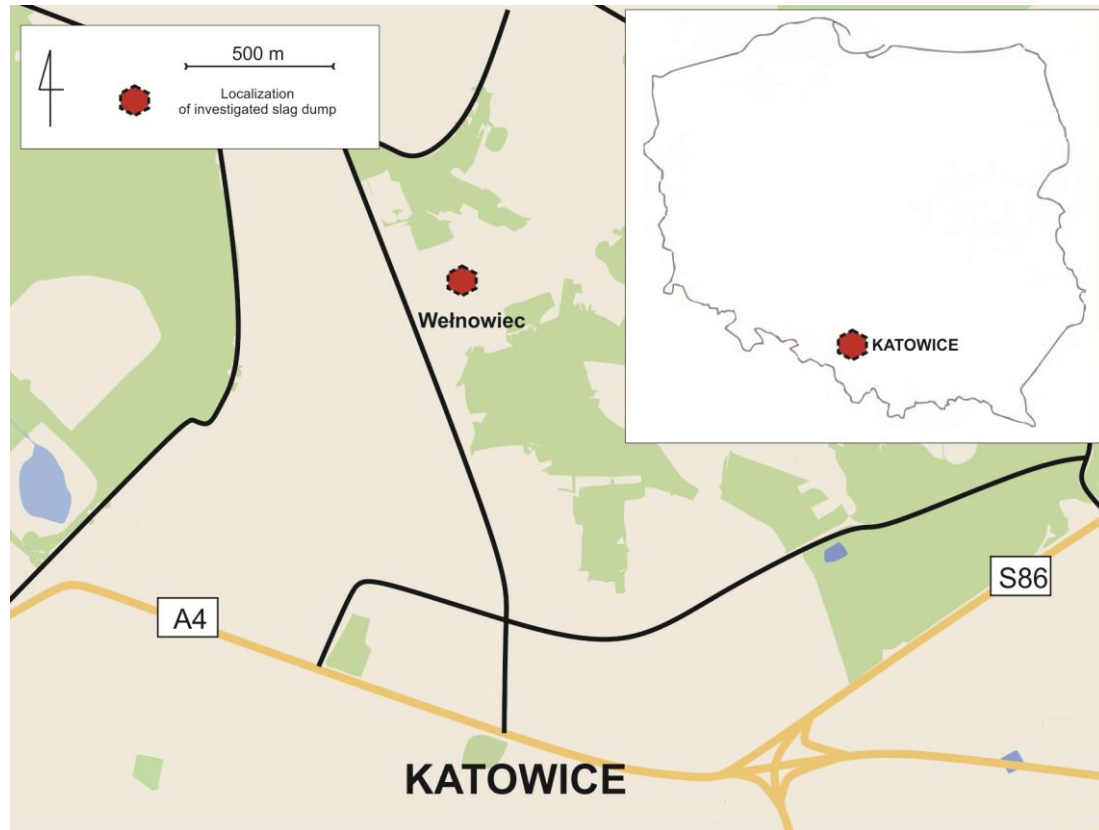 500 m
Localization
of investigated slag dump
KATOWICE
Wełnowiec
A4
S86
KATOWICE